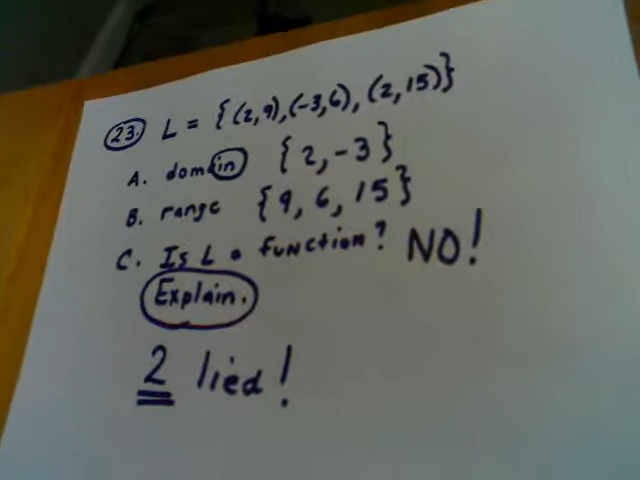 23. L = {(2,9),(-3,6),(2,15)}
A. domain {2,-3}
B. range {9, 6, 15}
C. Is L a function? NO!
Explain.
2 lied!